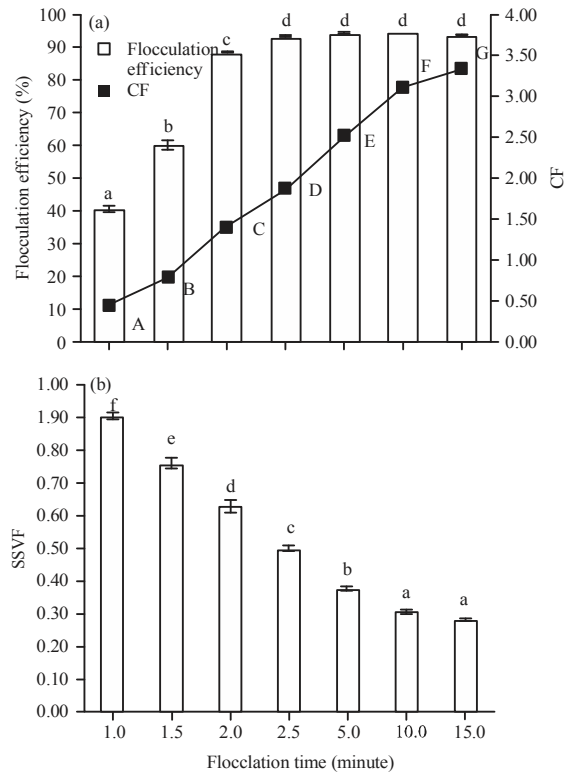 (a)
Flocculation
efficiency
CF
Flocculation efficiency (%)
100
90
80
70
60
50
40
30
20
10
0
a
b
c
d
d
d
d
A
B
C
D
E
F
G
4.00
3.50
3.00
2.50
2.00
1.50
1.00
0.50
0.00
CF
(b)
SSVF
1.00
1.90
0.80
0.70
0.60
0.50
0.40
0.30
0.20
0.10
0.00
f
e
d
c
b
a
a
1.0 1.5 2.0 2.5 5.0 10.0 15.0
Flocclation time (minute)